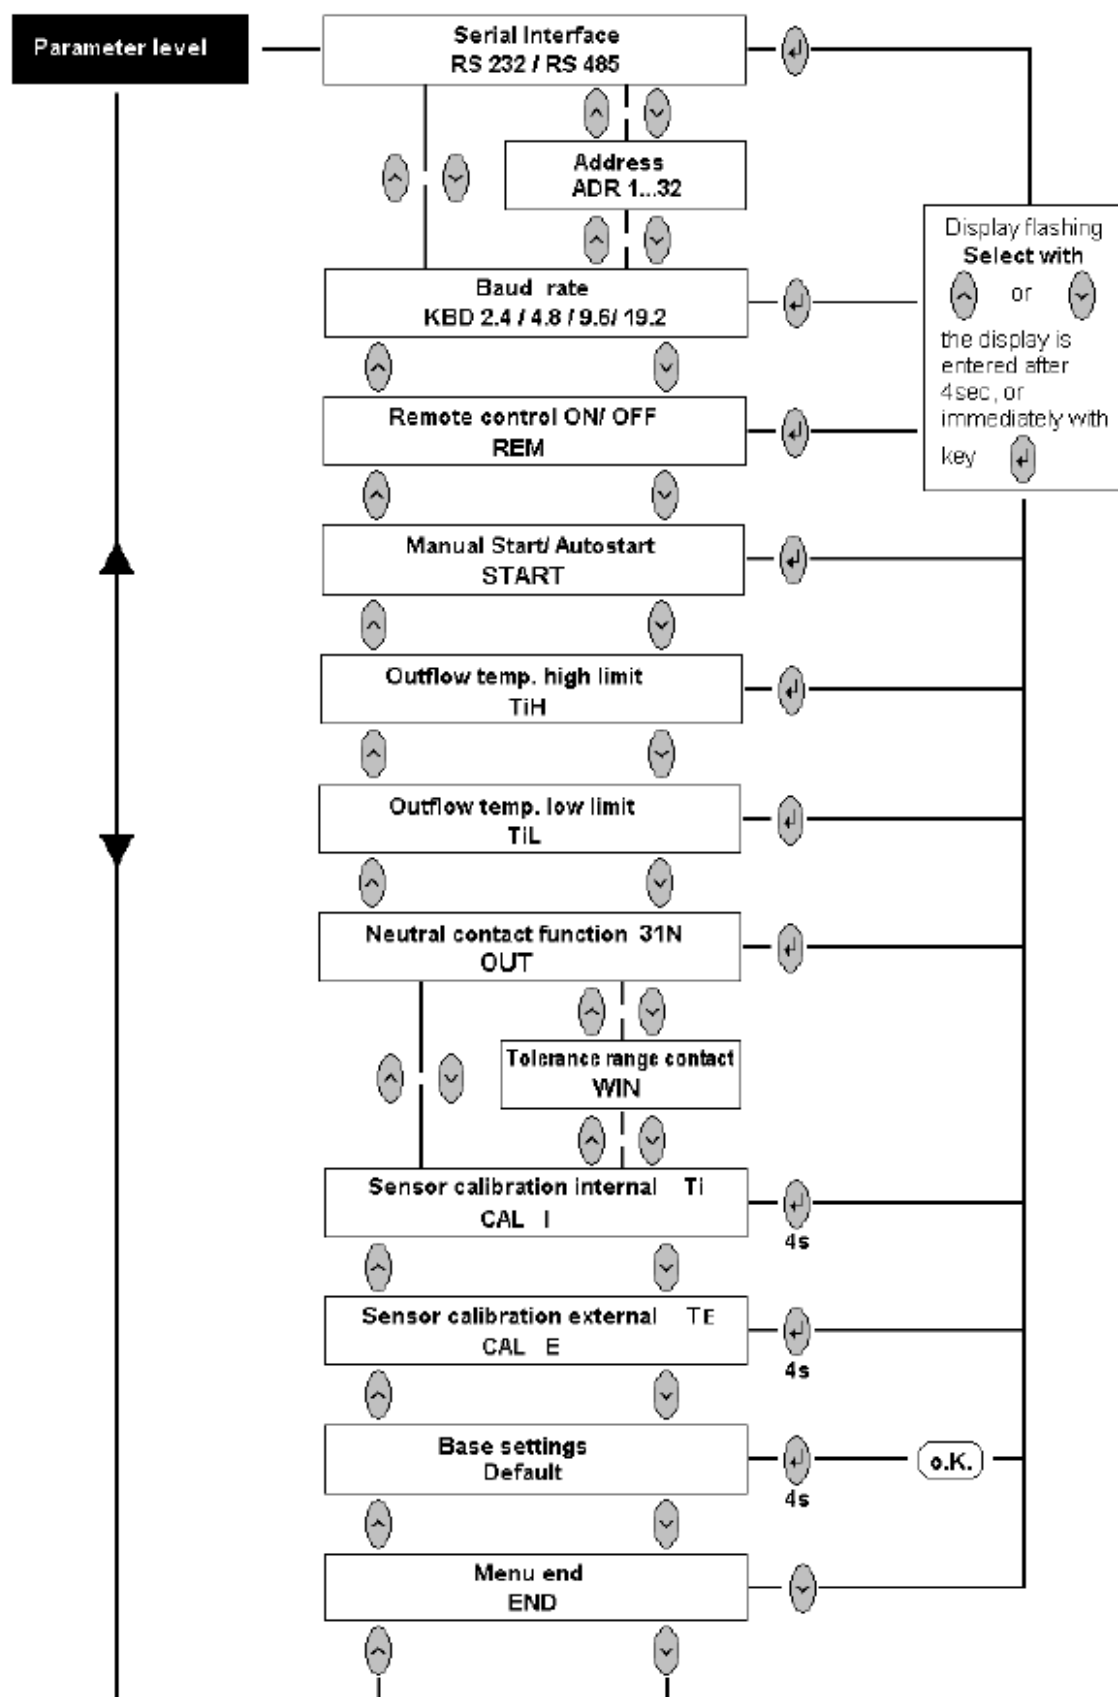 Parameter level
Serial Interface
RS 232 / RS 485
Address
ADR 1...32
Display flashing
Select with
or
the display is
entered after
4sec, or
immediately with
key
Baud rate
KBD 2.4 / 4.8 / 9.6/ 19.2
Remote control ON/ OFF
REM
Manual Start/ Autostart
START
Outflow temp. high limit
TiH
Outflow temp. low limit
TiL
Neutral contact function 31N
OUT
Tolerance range contact
WIN
Sensor calibration internal Ti
CAL I
4s
Sensor calibration external TE
CAL E
4s
Base settings
Default
o.K.
4s
Menu end
END